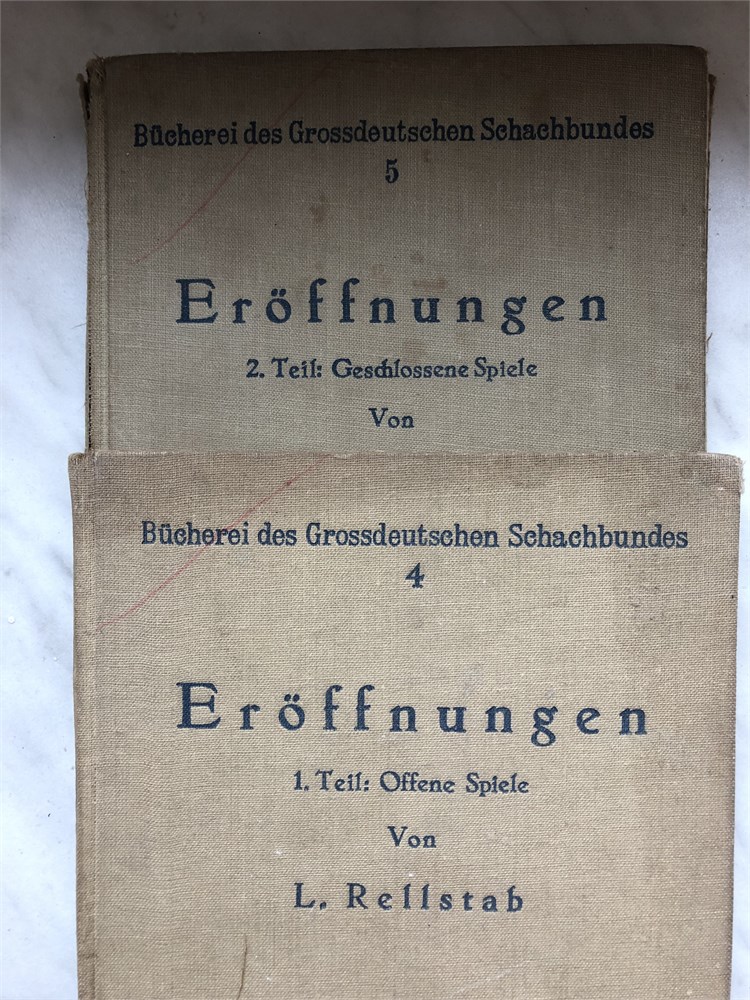 Bücherei des Grossdeutschen Schachbundes
5
Eröffnungen
2. Teil: Geschlossene Spiele
Von
Bücherei des Grossdeutschen Schachbundes
4
Eröffnungen
1. Teil: Offene Spiele
Von
L. Rellstab